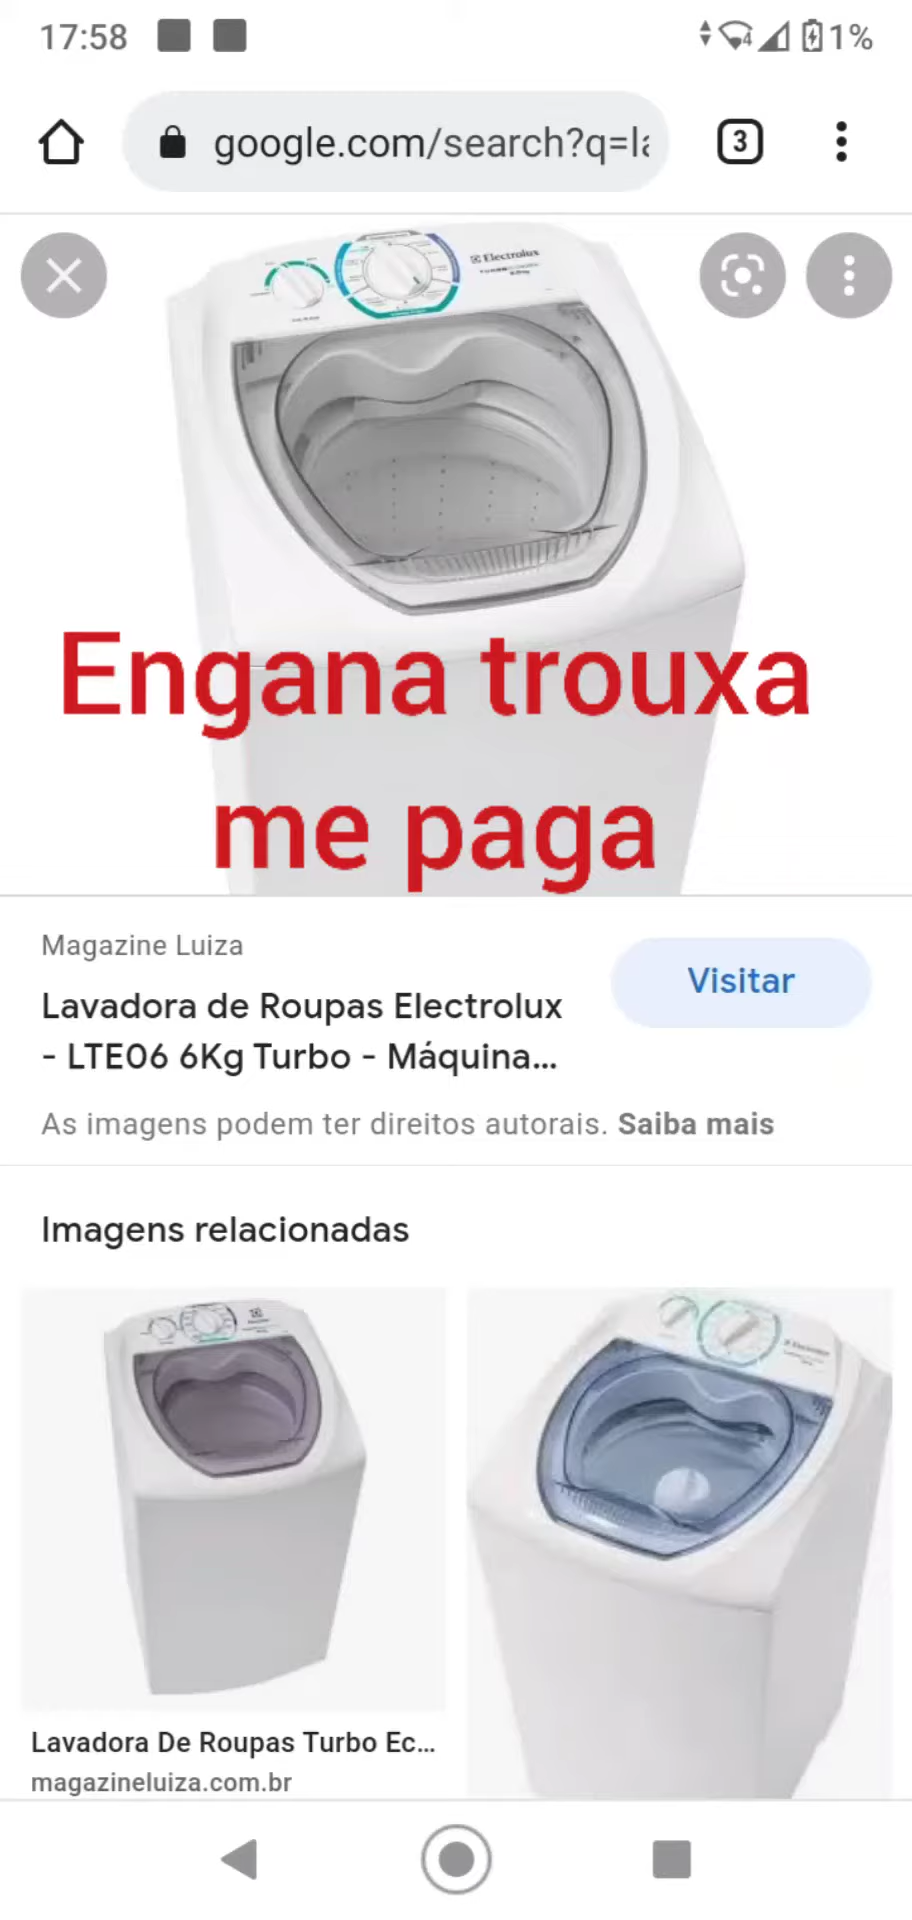 17:58
4
1%
google.com/search?q=la
3
Electrolux
Engana trouxa
me paga
Magazine Luiza
Visitar
Lavadora de Roupas Electrolux
- LTE06 6Kg Turbo - Máquina...
As imagens podem ter direitos autorais. Saiba mais
Imagens relacionadas
Lavadora De Roupas Turbo Ec...
magazineluiza.com.br